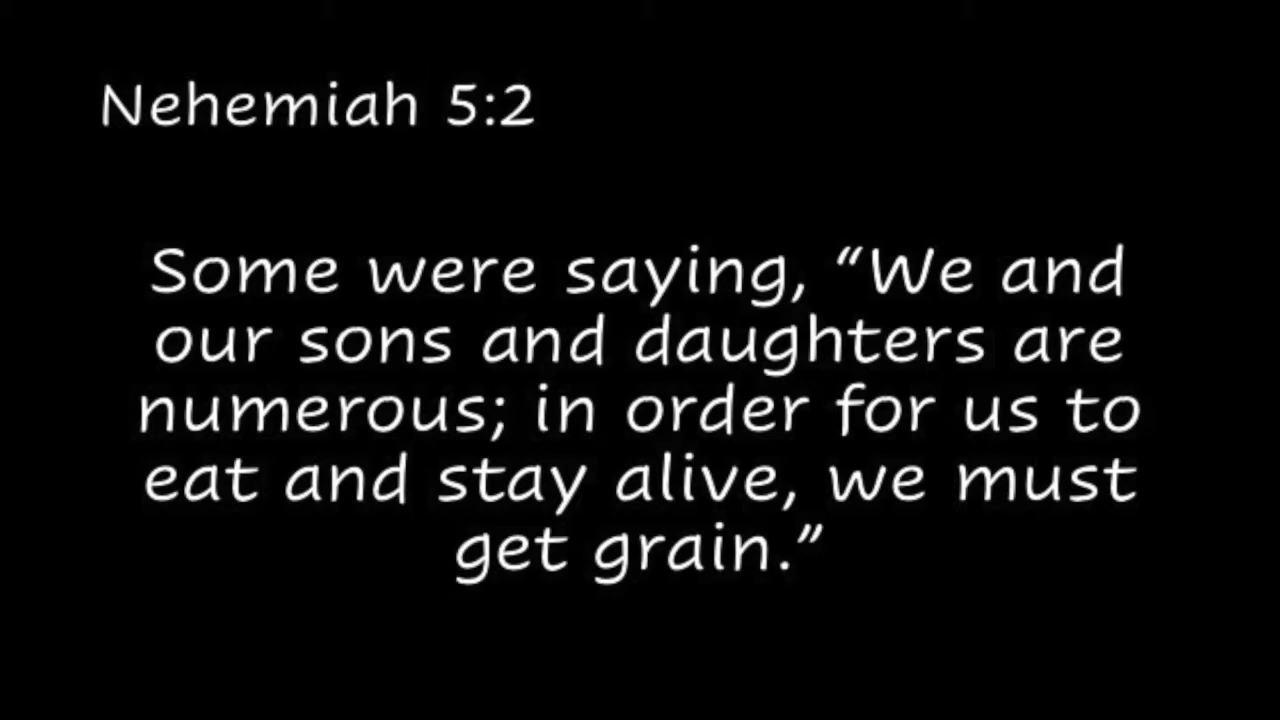 Nehemiah 5:2
Some were saying, “We and
our sons and daughters are
numerous; in order for us to
eat and stay alive, we must
get grain.”